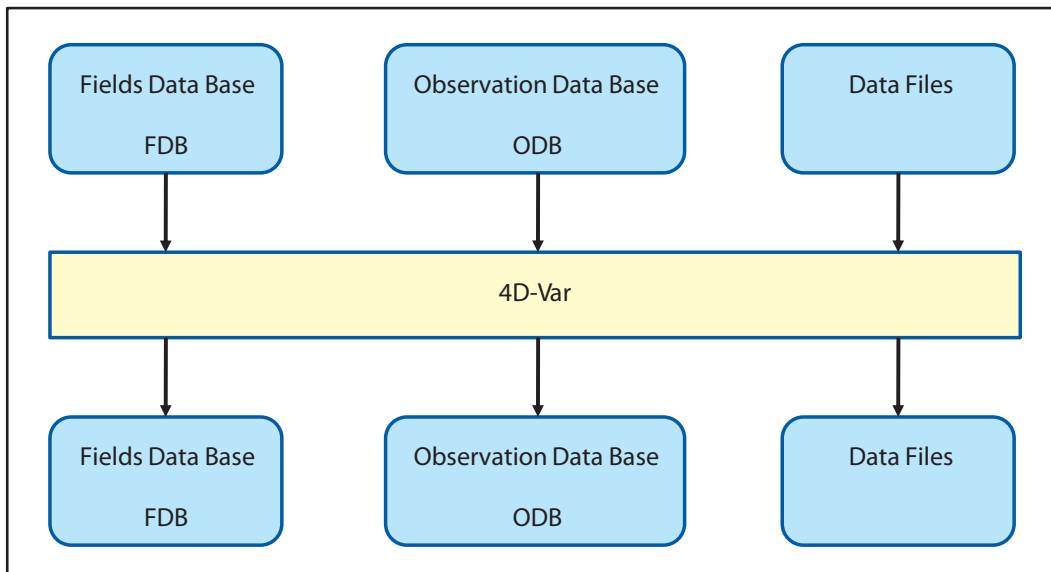 Fields Data Base
FDB
Observation Data Base
ODB
Data Files
4D-Var
Fields Data Base
FDB
Observation Data Base
ODB
Data Files